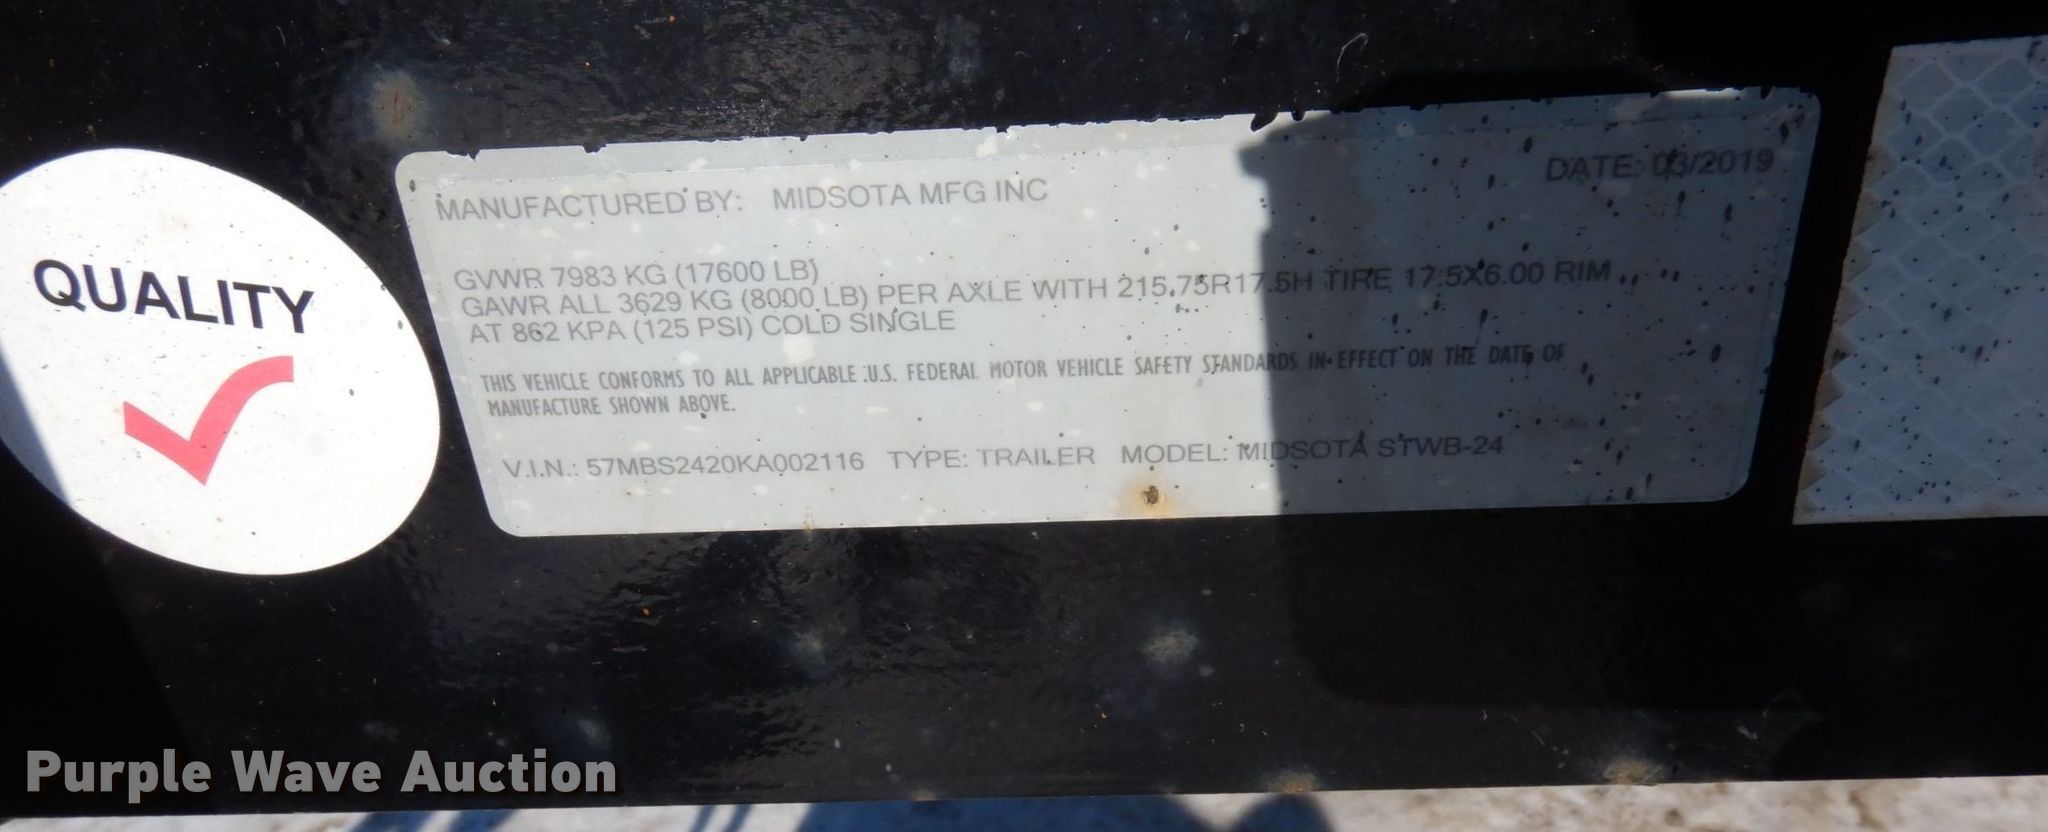 QUALITY
MANUFACTURED BY: MIDSOTA MFG INC
DATE: 03/2019
GVWR 7983 KG (17600 LB)
GAWR ALL 3629 KG (8000 LB) PER AXLE WITH 215.75R17.5H TIRE 17.5X6.00 RIM
AT 862 KPA (125 PSI) COLD SINGLE
THIS VEHICLE CONFORMS TO ALL APPLICABLE U.S. FEDERAL MOTOR VEHICLE SAFETY STANDARDS IN EFFECT ON THE DATE OF
MANUFACTURE SHOWN ABOVE.
V.I.N.: 57MBS2420KA002116 TYPE: TRAILER MODEL: MIDSOTA STWB-24
Purple Wave Auction